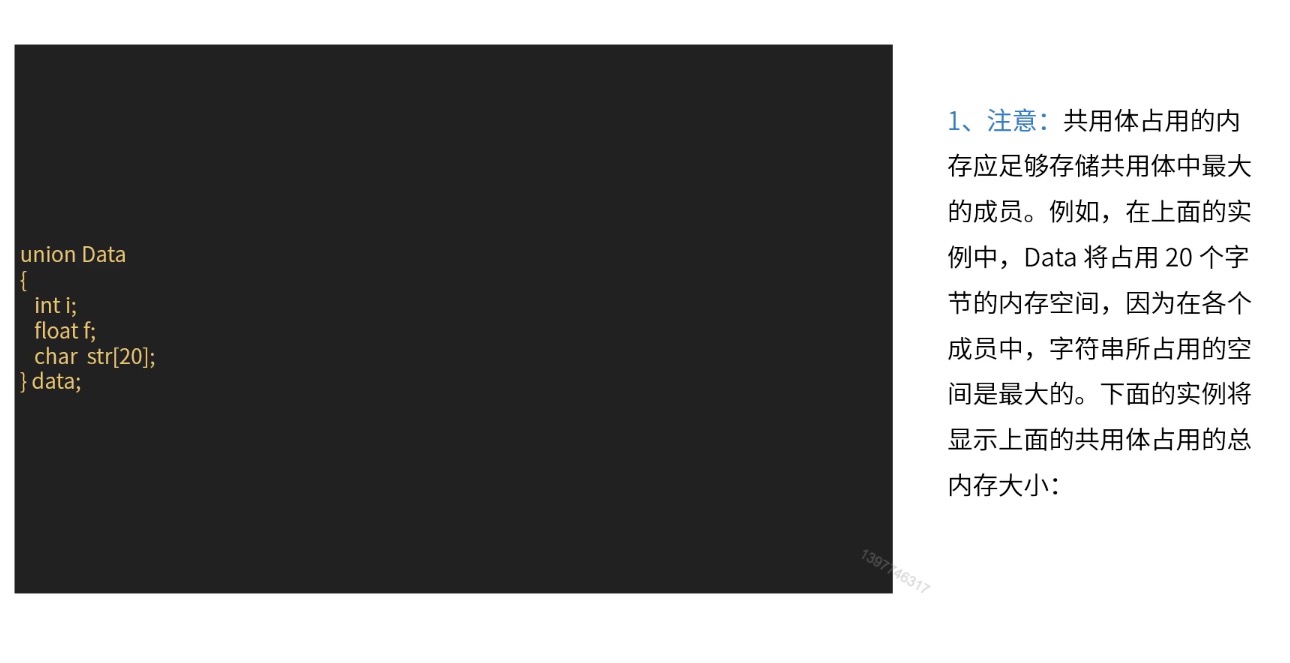 union Data
{
int i;
float f;
char  str[20];
} data;
1、注意：共用体占用的内
存应足够存储共用体中最大
的成员。例如，在上面的实
例中，Data 将占用 20 个字
节的内存空间，因为在各个
成员中，字符串所占用的空
间是最大的。下面的实例将
显示上面的共用体占用的总
内存大小：
1397746317